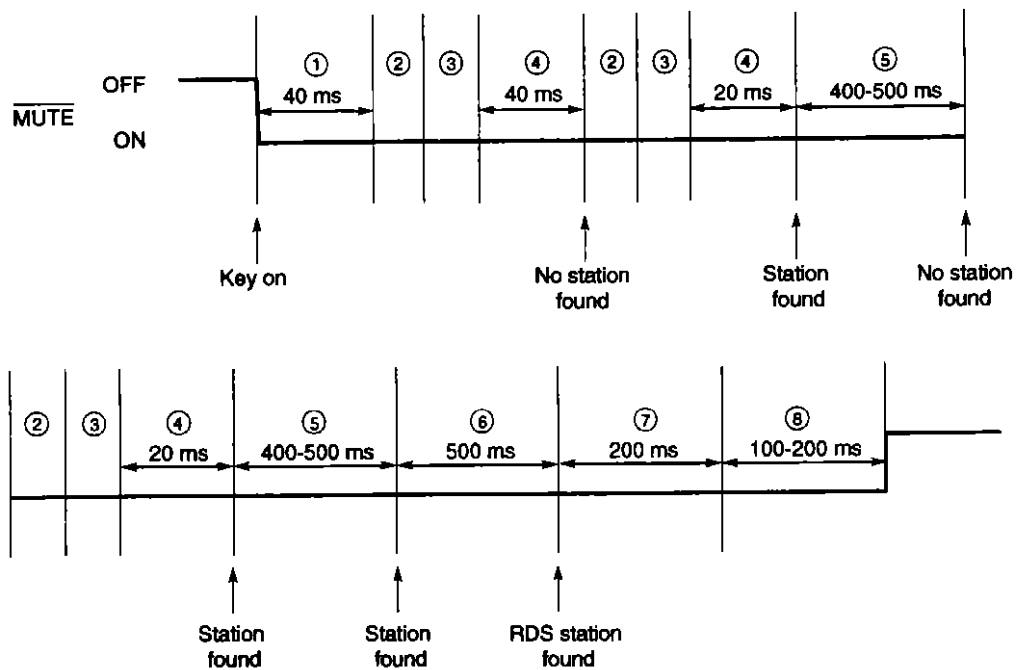 ① ② ③ ④ ② ③ ④ ⑤
OFF
40 ms 40 ms 20 ms 400-500 ms
MUTE
ON
Key on
No station
found
Station
found
No station
found
② ③ ④ ⑤ ⑥ ⑦ ⑧
20 ms 400-500 ms 500 ms 200 ms 100-200 ms
Station
found
Station
found
RDS station
found